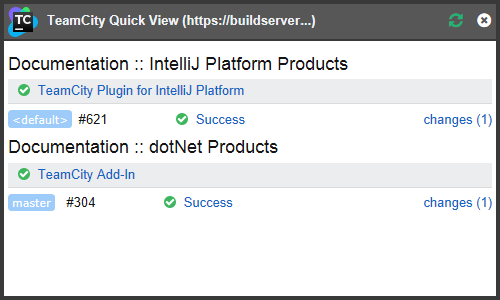 TC TeamCity Quick View (https://buildserver...)
Documentation :: IntelliJ Platform Products
TeamCity Plugin for IntelliJ Platform
<default> #621 Success changes (1)
Documentation :: dotNet Products
TeamCity Add-In
master #304 Success changes (1)